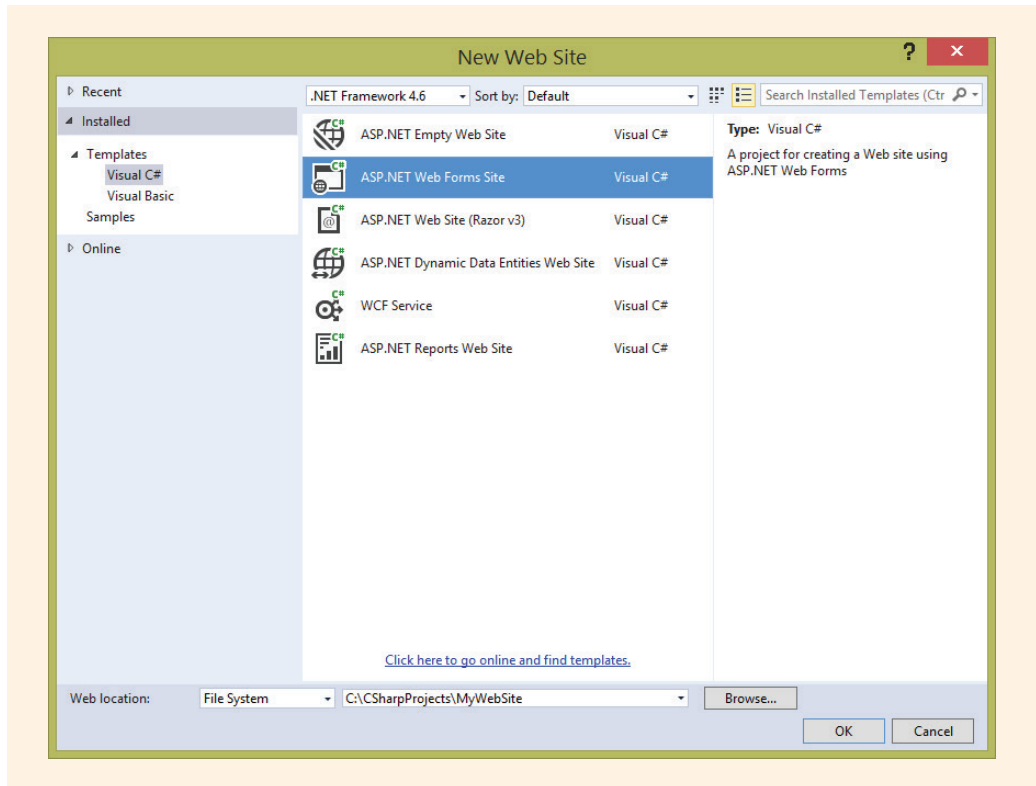 New Web Site
?
Recent
Installed
Templates
Visual C#
Visual Basic
Samples
Online
.NET Framework 4.6
Sort by: Default
Search Installed Templates (Ctr
C# ASP.NET Empty Web Site Visual C#
C# ASP.NET Web Forms Site Visual C#
C# @ ASP.NET Web Site (Razor v3) Visual C#
C# ASP.NET Dynamic Data Entities Web Site Visual C#
C# WCF Service Visual C#
C# ASP.NET Reports Web Site Visual C#
Click here to go online and find templates.
Type: Visual C#
A project for creating a Web site using
ASP.NET Web Forms
Web location: File System C:\CSharpProjects\MyWebSite Browse...
OK Cancel